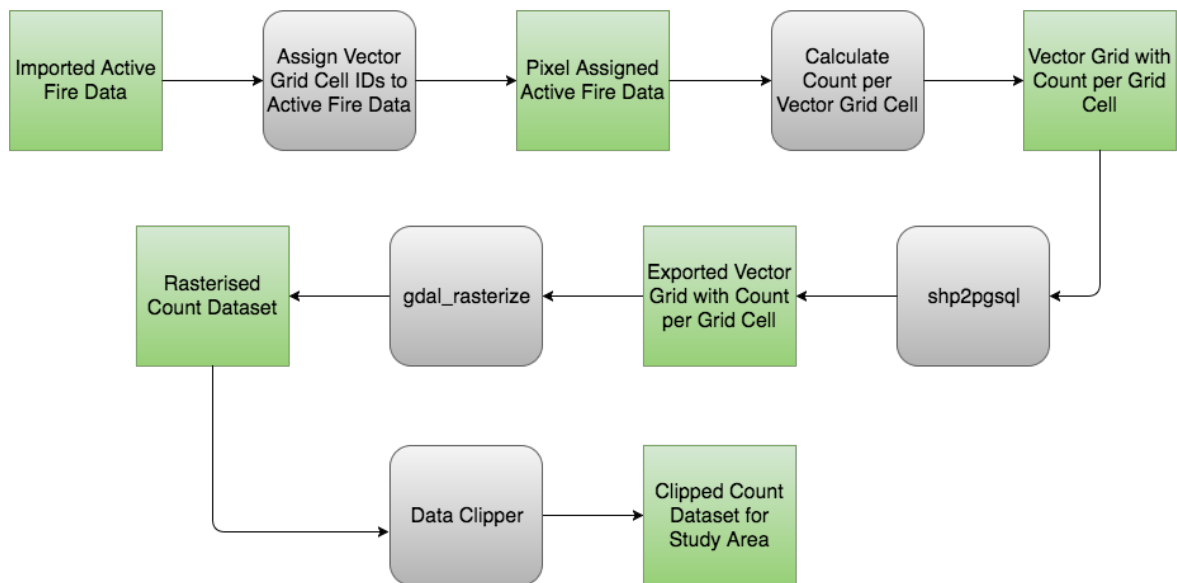 Imported Active
Fire Data
Assign Vector
Grid Cell IDs to
Active Fire Data
Pixel Assigned
Active Fire Data
Calculate
Count per
Vector Grid Cell
Vector Grid with
Count per Grid
Cell
Rasterised
Count Dataset
gdal_rasterize
Exported Vector
Grid with Count
per Grid Cell
shp2pgsql
Data Clipper
Clipped Count
Dataset for
Study Area